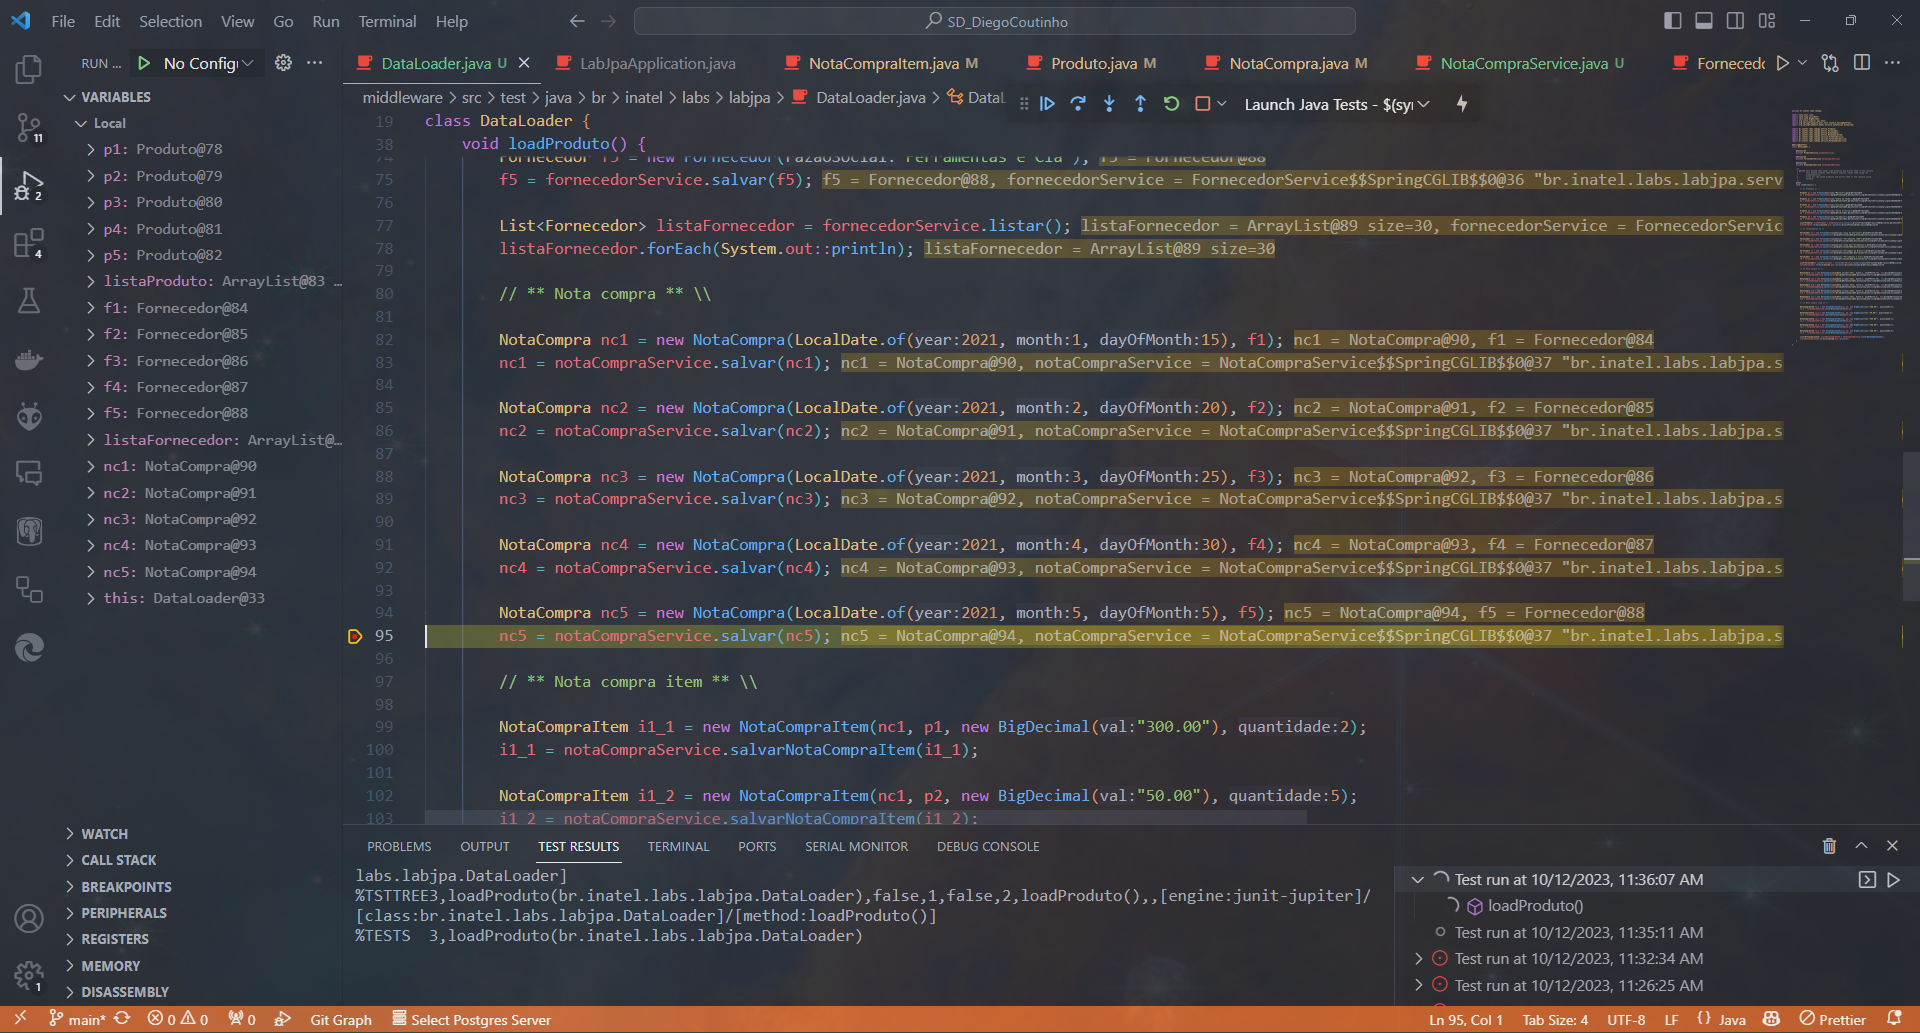 File Edit Selection View Go Run Terminal Help
SD_DiegoCoutinho
RUN ... No Config
DataLoader.java U
LabJpaApplication.java
NotaCompraItem.java M
Produto.java M
NotaCompra.java M
NotaCompraService.java U
middleware > src > test > java > br > inatel > labs > labjpa > DataLoader.java >
Launch Java Tests - $(sy
VARIABLES
Local
p1: Produto@78
p2: Produto@79
p3: Produto@80
p4: Produto@81
p5: Produto@82
listaProduto: ArrayList@83 ...
f1: Fornecedor@84
f2: Fornecedor@85
f3: Fornecedor@86
f4: Fornecedor@87
f5: Fornecedor@88
listaFornecedor: ArrayList@...
nc1: NotaCompra@90
nc2: NotaCompra@91
nc3: NotaCompra@92
nc4: NotaCompra@93
nc5: NotaCompra@94
this: DataLoader@33
WATCH
CALL STACK
BREAKPOINTS
PERIPHERALS
REGISTERS
MEMORY
DISASSEMBLY
11
2
4
1
19 class DataLoader {
38 void loadProduto() {
75 f5 = fornecedorService.salvar(f5); f5 = Fornecedor@88, fornecedorService = FornecedorService$$SpringCGLIB$$0@36 "br.inatel.labs.labjpa.serv
76
77 List<Fornecedor> listaFornecedor = fornecedorService.listar(); listaFornecedor = ArrayList@89 size=30, fornecedorService = FornecedorServic
78 listaFornecedor.forEach(System.out::println); listaFornecedor = ArrayList@89 size=30
79
80 // ** Nota compra ** \\
81
82 NotaCompra nc1 = new NotaCompra(LocalDate.of(year:2021, month:1, dayOfMonth:15), f1); nc1 = NotaCompra@90, f1 = Fornecedor@84
83 nc1 = notaCompraService.salvar(nc1); nc1 = NotaCompra@90, notaCompraService = NotaCompraService$$SpringCGLIB$$0@37 "br.inatel.labs.labjpa.s
84
85 NotaCompra nc2 = new NotaCompra(LocalDate.of(year:2021, month:2, dayOfMonth:20), f2); nc2 = NotaCompra@91, f2 = Fornecedor@85
86 nc2 = notaCompraService.salvar(nc2); nc2 = NotaCompra@91, notaCompraService = NotaCompraService$$SpringCGLIB$$0@37 "br.inatel.labs.labjpa.s
87
88 NotaCompra nc3 = new NotaCompra(LocalDate.of(year:2021, month:3, dayOfMonth:25), f3); nc3 = NotaCompra@92, f3 = Fornecedor@86
89 nc3 = notaCompraService.salvar(nc3); nc3 = NotaCompra@92, notaCompraService = NotaCompraService$$SpringCGLIB$$0@37 "br.inatel.labs.labjpa.s
90
91 NotaCompra nc4 = new NotaCompra(LocalDate.of(year:2021, month:4, dayOfMonth:30), f4); nc4 = NotaCompra@93, f4 = Fornecedor@87
92 nc4 = notaCompraService.salvar(nc4); nc4 = NotaCompra@93, notaCompraService = NotaCompraService$$SpringCGLIB$$0@37 "br.inatel.labs.labjpa.s
93
94 NotaCompra nc5 = new NotaCompra(LocalDate.of(year:2021, month:5, dayOfMonth:5), f5); nc5 = NotaCompra@94, f5 = Fornecedor@88
95 nc5 = notaCompraService.salvar(nc5); nc5 = NotaCompra@94, notaCompraService = NotaCompraService$$SpringCGLIB$$0@37 "br.inatel.labs.labjpa.s
96
97 // ** Nota compra item ** \\
98
99 NotaCompraItem i1_1 = new NotaCompraItem(nc1, p1, new BigDecimal(val:"300.00"), quantidade:2);
100 i1_1 = notaCompraService.salvarNotaCompraItem(i1_1);
101
102 NotaCompraItem i1_2 = new NotaCompraItem(nc1, p2, new BigDecimal(val:"50.00"), quantidade:5);
103 i1_2 = notaCompraService.salvarNotaCompraItem(i1_2);
PROBLEMS OUTPUT TEST RESULTS TERMINAL PORTS SERIAL MONITOR DEBUG CONSOLE
labs.labjpa.DataLoader]
%TSTTREE3,loadProduto(br.inatel.labs.labjpa.DataLoader),false,1,false,2,loadProduto(),,[engine:junit-jupiter]/
[class:br.inatel.labs.labjpa.DataLoader]/[method:loadProduto()]
%TESTS 3,loadProduto(br.inatel.labs.labjpa.DataLoader)
Test run at 10/12/2023, 11:36:07 AM
loadProduto()
Test run at 10/12/2023, 11:35:11 AM
Test run at 10/12/2023, 11:32:34 AM
Test run at 10/12/2023, 11:26:25 AM
main* 0 0 0 Git Graph Select Postgres Server
Ln 95, Col 1 Tab Size: 4 UTF-8 LF {} Java Prettier